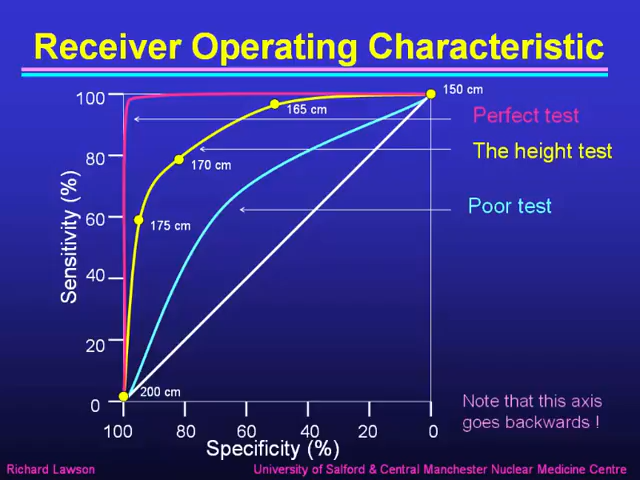 Receiver Operating Characteristic
100
80
60
40
20
0
Sensitivity (%)
150 cm
165 cm
170 cm
175 cm
200 cm
Perfect test
The height test
Poor test
Note that this axis
goes backwards !
100 80 60 40 20 0
Specificity (%)
Richard Lawson
University of Salford & Central Manchester Nuclear Medicine Centre